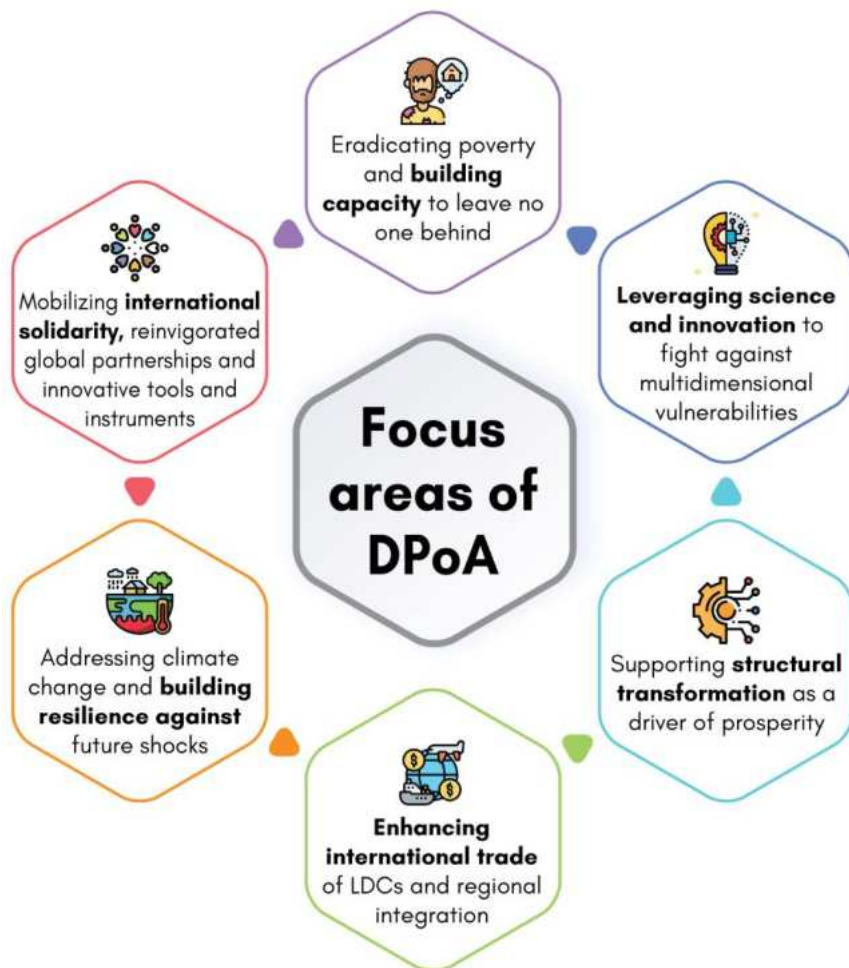 Eradicating poverty
and building
capacity to leave no
one behind
Leveraging science
and innovation to
fight against
multidimensional
vulnerabilities
Supporting structural
transformation as a
driver of prosperity
Enhancing
international trade
of LDCs and regional
integration
Addressing climate
change and building
resilience against
future shocks
Mobilizing international
solidarity, reinvigorated
global partnerships and
innovative tools and
instruments
Focus
areas of
DPoA
$
$